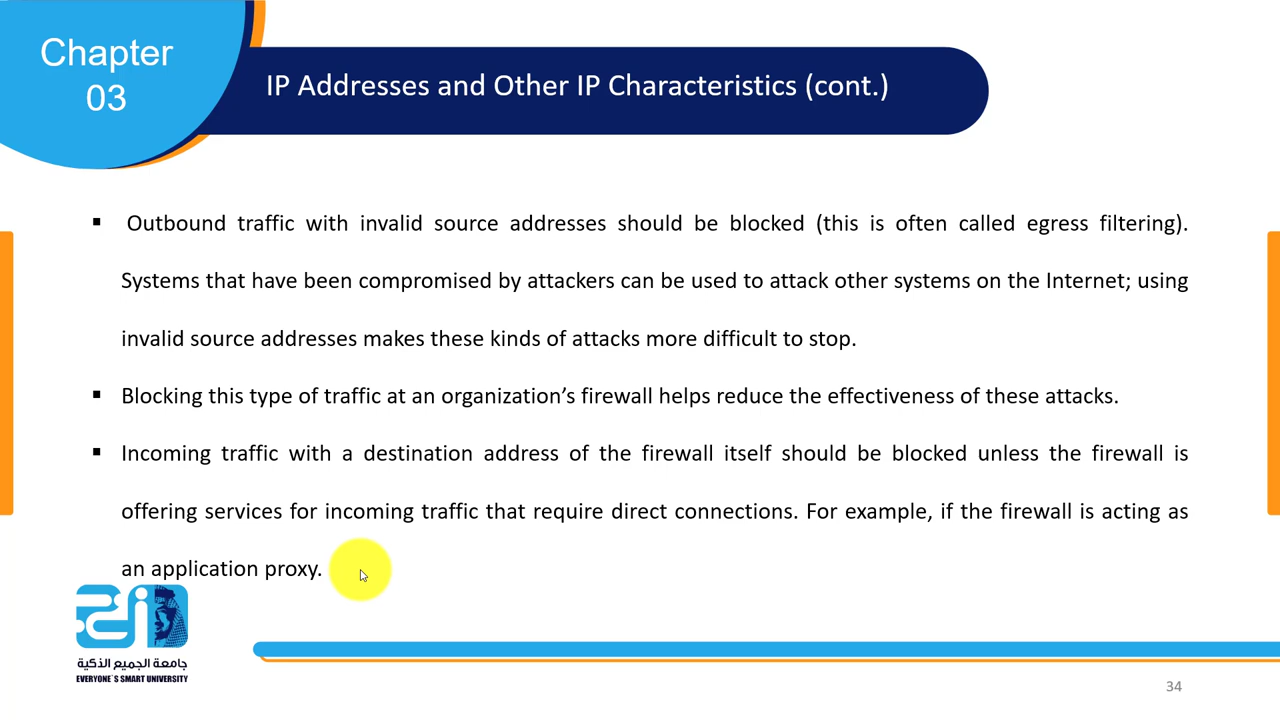 Chapter
03
IP Addresses and Other IP Characteristics (cont.)
▪ Outbound traffic with invalid source addresses should be blocked (this is often called egress filtering).
Systems that have been compromised by attackers can be used to attack other systems on the Internet; using
invalid source addresses makes these kinds of attacks more difficult to stop.
▪ Blocking this type of traffic at an organization’s firewall helps reduce the effectiveness of these attacks.
▪ Incoming traffic with a destination address of the firewall itself should be blocked unless the firewall is
offering services for incoming traffic that require direct connections. For example, if the firewall is acting as
an application proxy.
جامعة الجميع الذكية
EVERYONE`S SMART UNIVERSITY
34